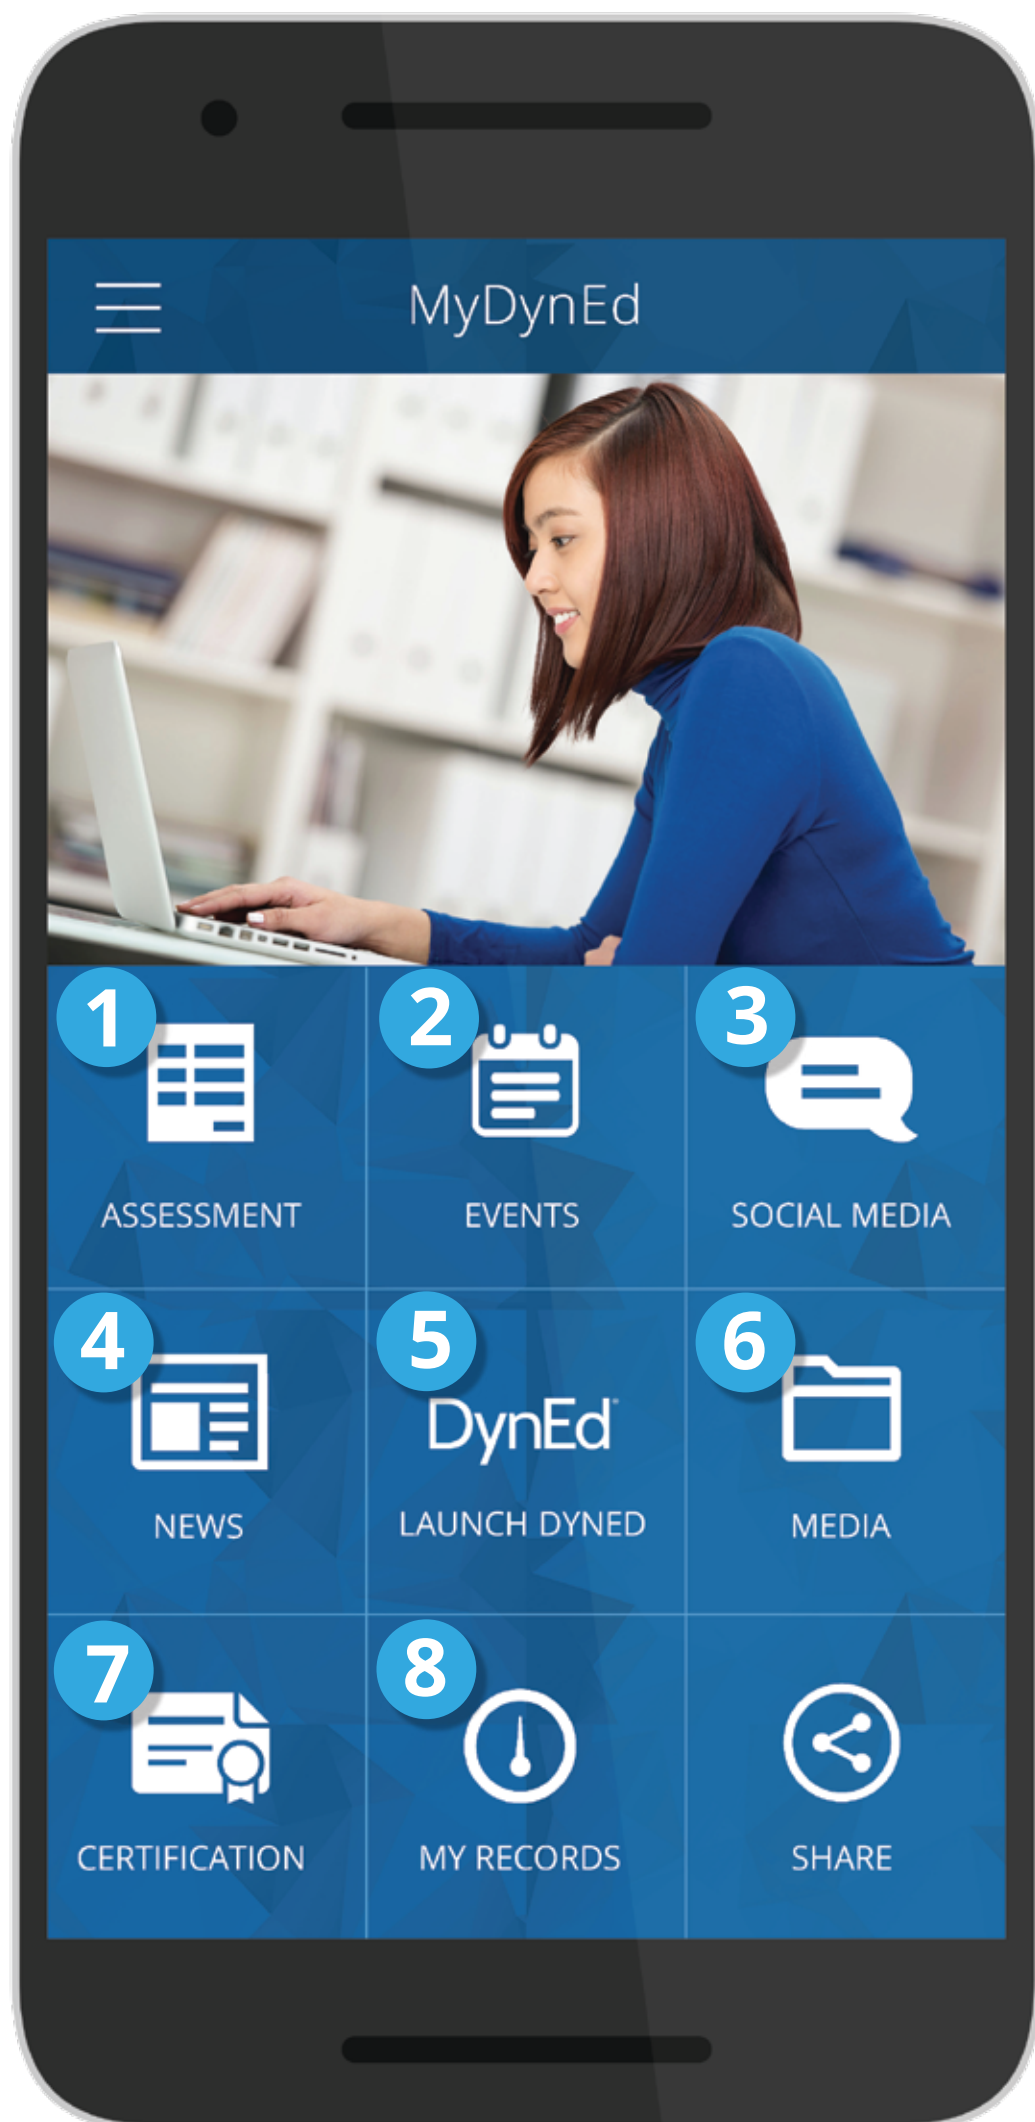 MyDynEd
1
2
3
ASSESSMENT
EVENTS
SOCIAL MEDIA
4
5
6
DynEd
NEWS
LAUNCH DYNED
MEDIA
7
8
CERTIFICATION
MY RECORDS
SHARE